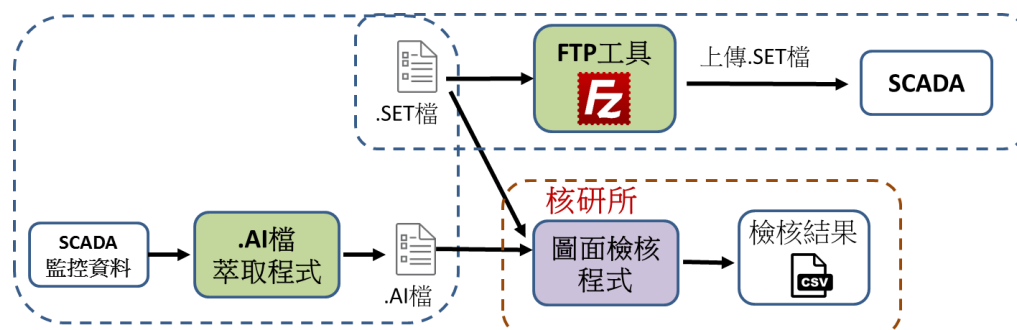 FTP工具
Fz
上傳.SET檔
SCADA
.SET檔
核研所
SCADA
監控資料
.AI檔
萃取程式
.AI檔
圖面檢核
程式
檢核結果
CSV